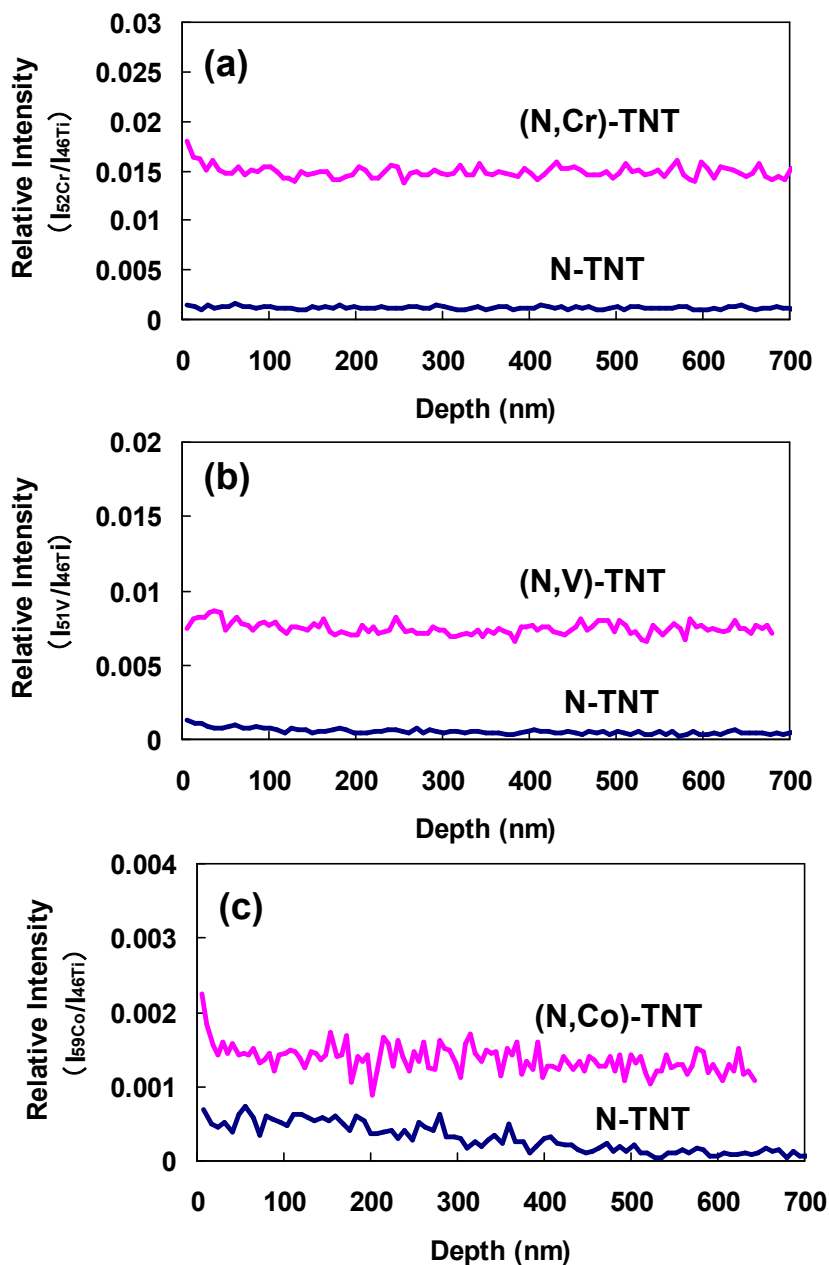 0.03
(a)
0.025
(N,Cr)-TNT
0.02
0.015
0.01
N-TNT
0.005
0
Relative Intensity
(I52Cr/I46Ti)
0 100 200 300 400 500 600 700
Depth (nm)
0.02
(b)
0.015
(N,V)-TNT
0.01
0.005
N-TNT
0
Relative Intensity
(I51V/I46Ti)
0 100 200 300 400 500 600 700
Depth (nm)
0.004
(c)
0.003
(N,Co)-TNT
0.002
0.001
N-TNT
0
Relative Intensity
(I59Co/I46Ti)
0 100 200 300 400 500 600 700
Depth (nm)